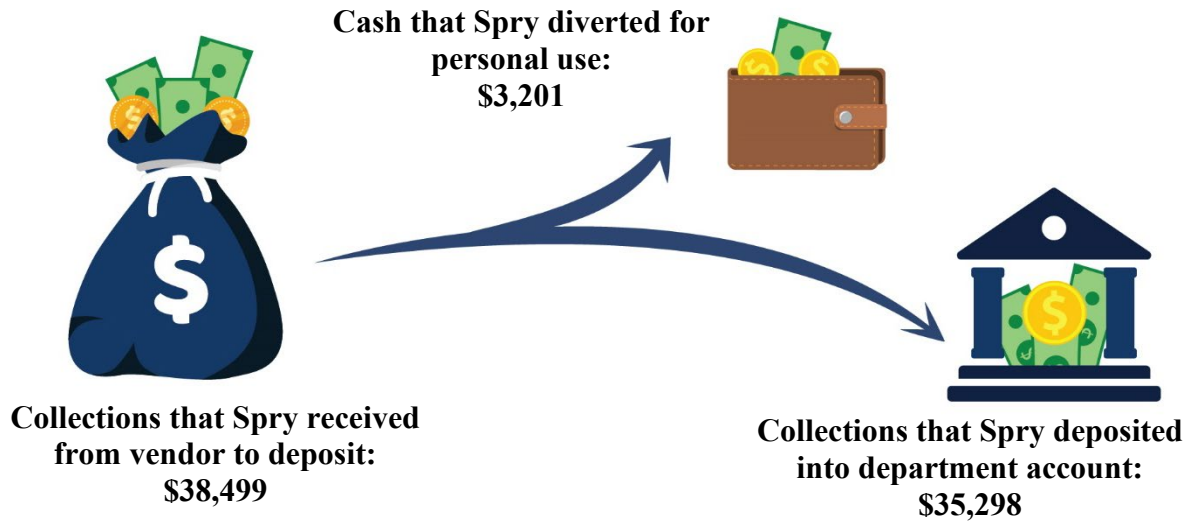 Cash that Spry diverted for
personal use:
$3,201
$
Collections that Spry received
from vendor to deposit:
$38,499
Collections that Spry deposited
into department account:
$35,298